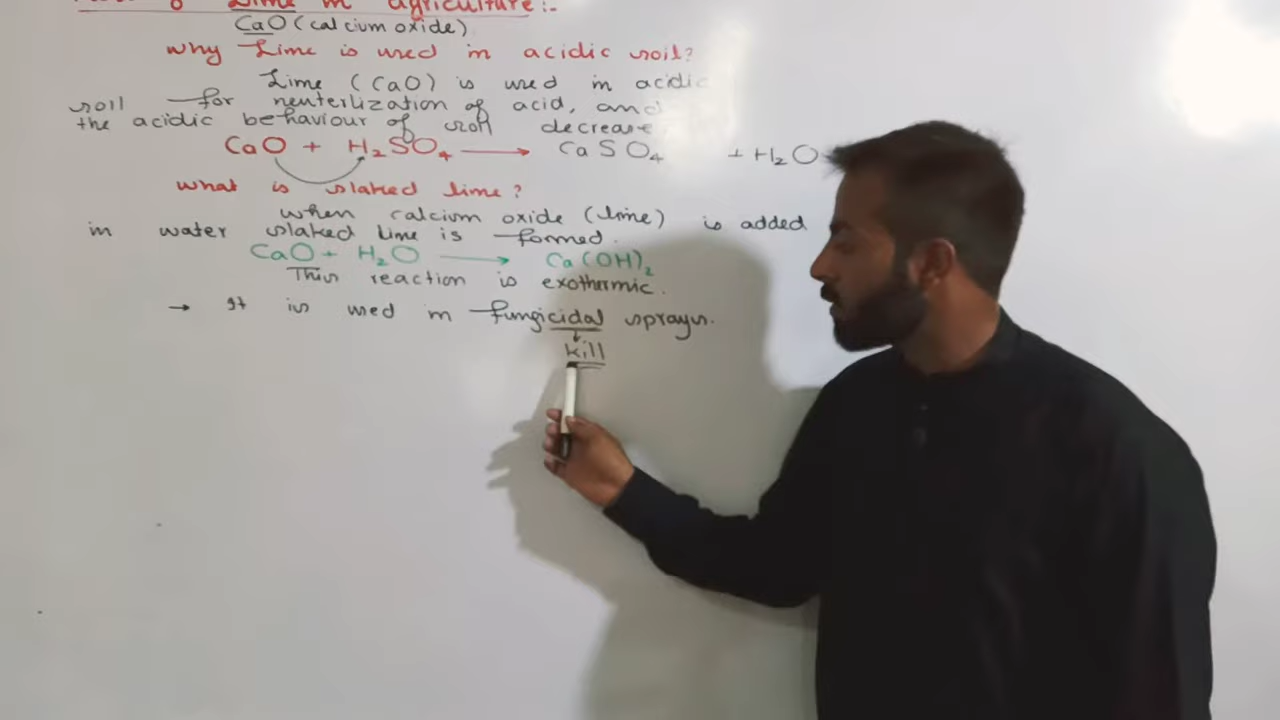 Lime in agriculture:-
CaO (calcium oxide)
Why Lime is used in acidic soil?
Lime (CaO) is used in acidic
soil for neuterlization of acid, and
the acidic behaviour of soil decrease
CaO + H₂SO₄ → CaSO₄ + H₂O
What is slaked lime?
When calcium oxide (lime) is added
in water slaked lime is formed.
CaO + H₂O → Ca(OH)₂
This reaction is exothermic.
→ It is used in fungicidal sprays.
kill